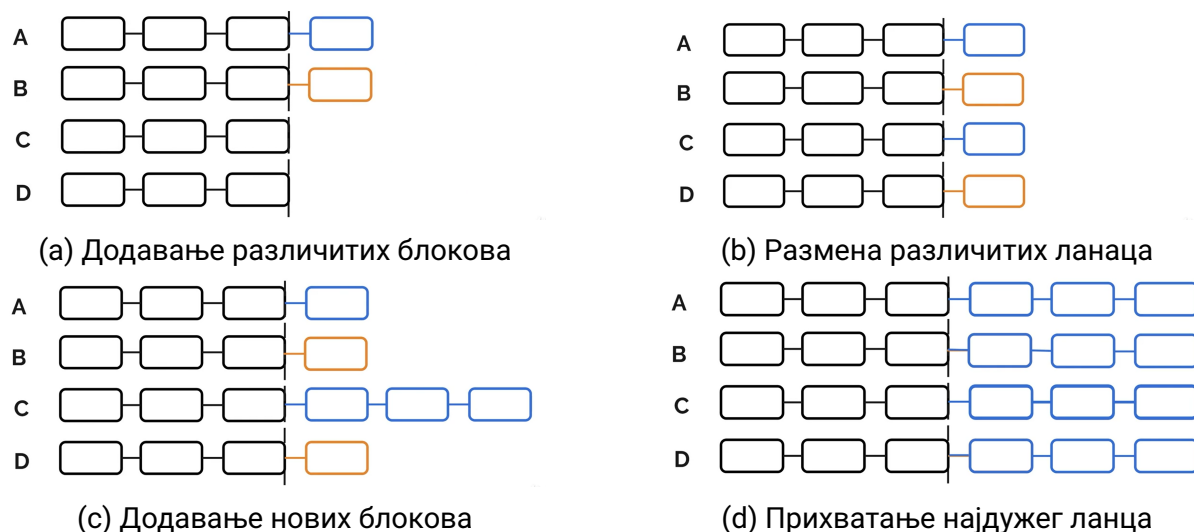 A
B
C
D
(a) Додавање различитих блокова
A
B
C
D
(b) Размена различитих ланаца
A
B
C
D
(c) Додавање нових блокова
A
B
C
D
(d) Прихватање најдужег ланца